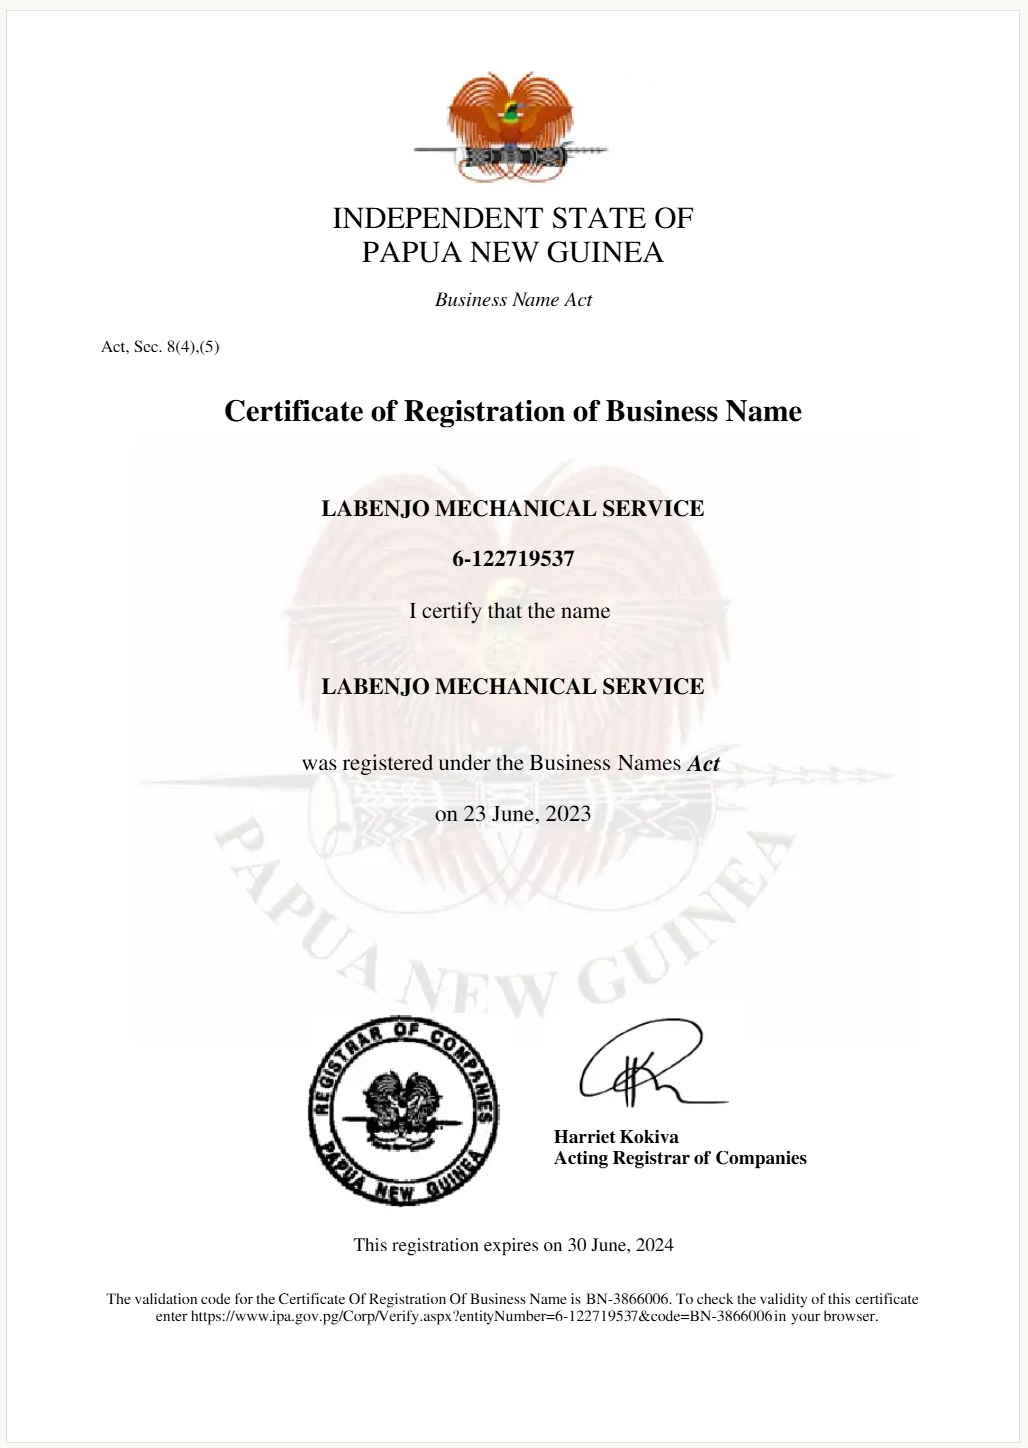 INDEPENDENT STATE OF
PAPUA NEW GUINEA
Business Name Act
Act, Sec. 8(4),(5)
Certificate of Registration of Business Name
LABENJO MECHANICAL SERVICE
6-122719537
I certify that the name
LABENJO MECHANICAL SERVICE
was registered under the Business Names Act
on 23 June, 2023
PAPUA NEW GUINEA
REGISTRAR OF COMPANIES
PAPUA NEW GUINEA
Harriet Kokiva
Acting Registrar of Companies
This registration expires on 30 June, 2024
The validation code for the Certificate Of Registration Of Business Name is BN-3866006. To check the validity of this certificate
enter https://www.ipa.gov.pg/Corp/Verify.aspx?entityNumber=6-122719537&code=BN-3866006in your browser.